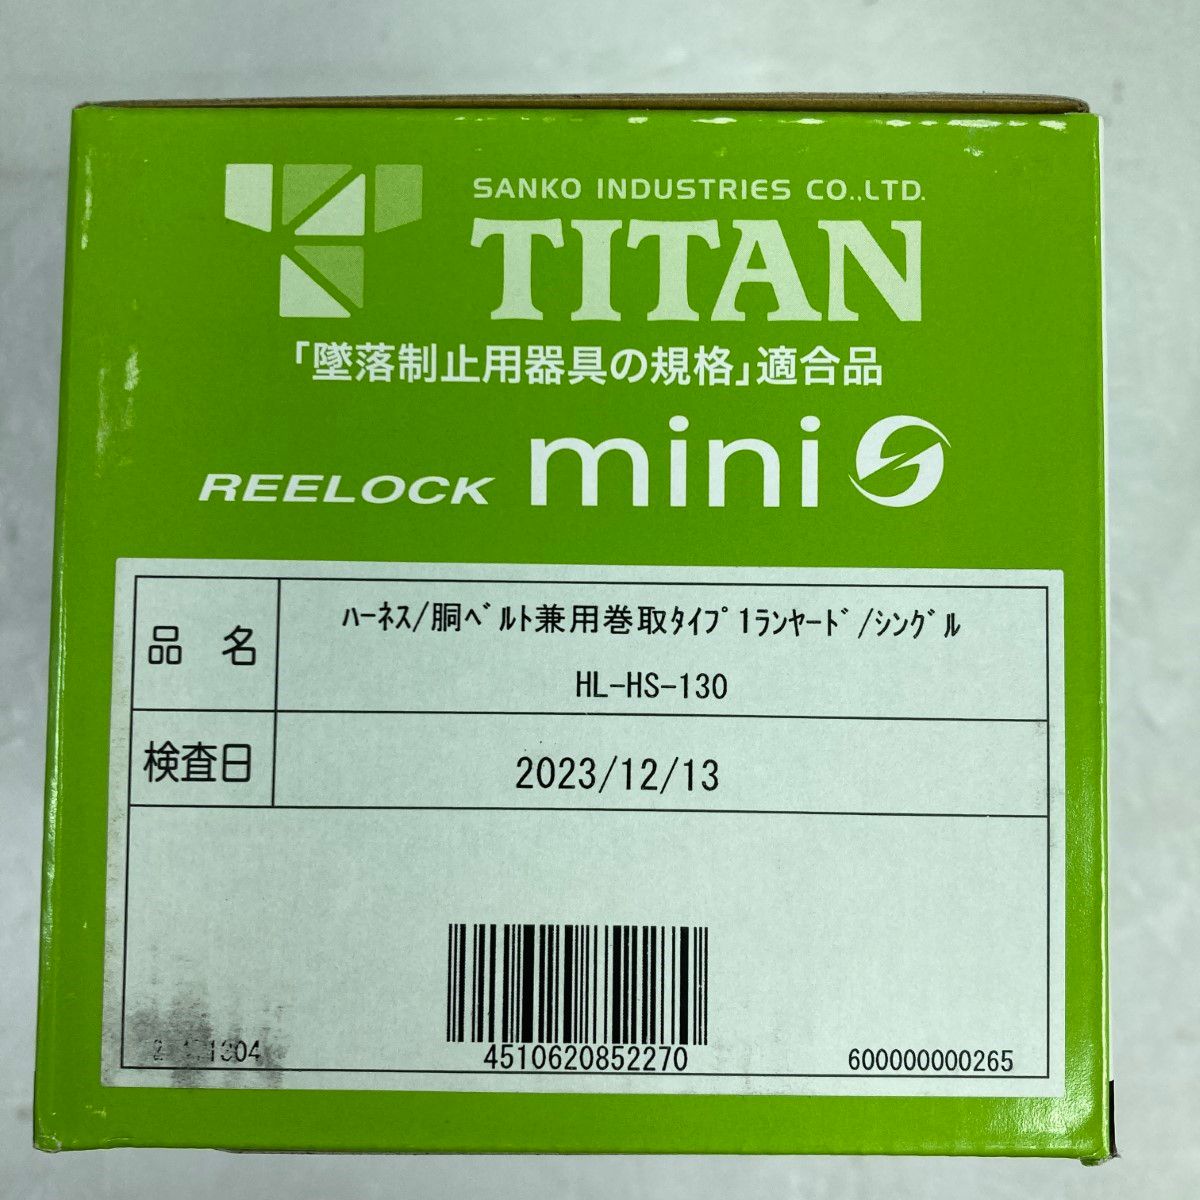 SANKO INDUSTRIES CO.,LTD.
TITAN
「墜落制止用器具の規格」適合品
REELOCK mini S
品 名
ﾊｰﾈｽ/胴ﾍﾞﾙﾄ兼用巻取ﾀｲﾌﾟ1ﾗﾝﾔｰﾄﾞ/ｼﾝｸﾞﾙ
HL-HS-130
検査日
2023/12/13
4510620852270
600000000265